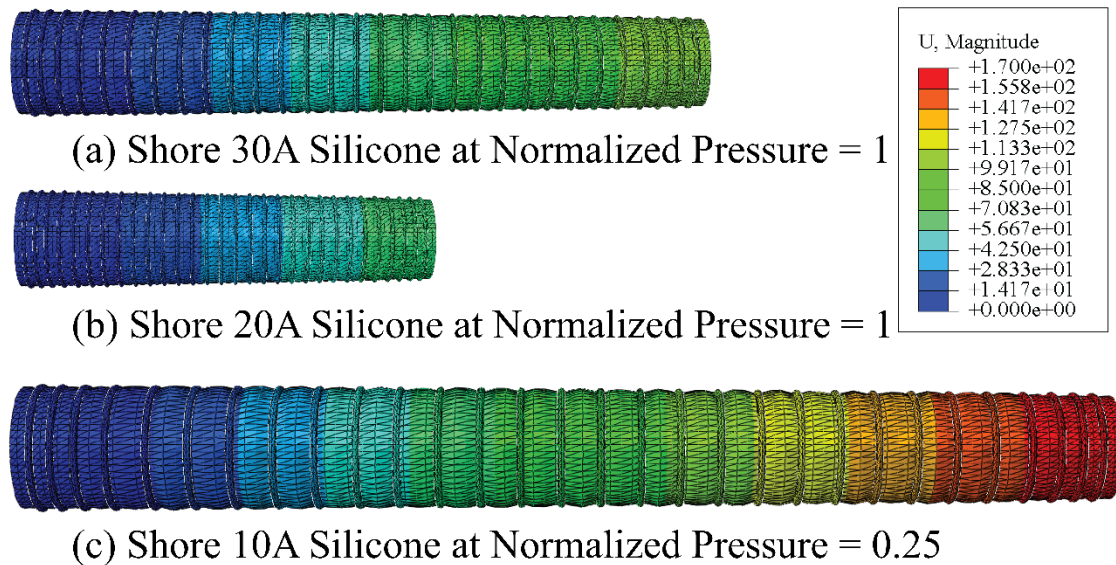 U, Magnitude
+1.700e+02
+1.558e+02
+1.417e+02
+1.275e+02
+1.133e+02
+9.917e+01
+8.500e+01
+7.083e+01
+5.667e+01
+4.250e+01
+2.833e+01
+1.417e+01
+0.000e+00
(a) Shore 30A Silicone at Normalized Pressure = 1
(b) Shore 20A Silicone at Normalized Pressure = 1
(c) Shore 10A Silicone at Normalized Pressure = 0.25